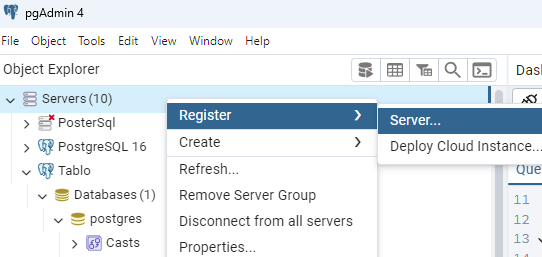 pgAdmin 4
File Object Tools Edit View Window Help
Object Explorer
Dash
Servers (10)
Register
Server...
PosterSql
Create
Deploy Cloud Instance...
PostgreSQL 16
Refresh...
Tablo
Remove Server Group
11
Databases (1)
Disconnect from all servers
12
postgres
Properties...
13
Casts